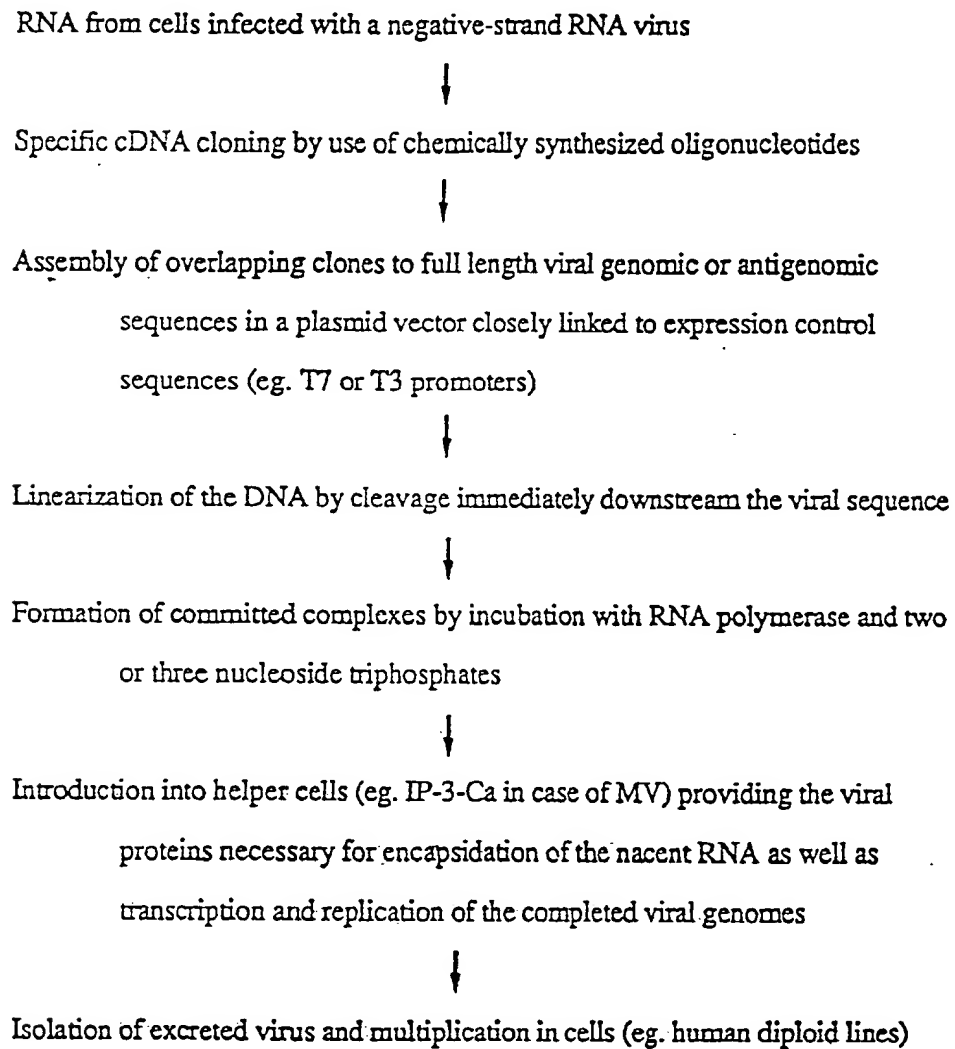 RNA from cells infected with a negative-strand RNA virus
Specific cDNA cloning by use of chemically synthesized oligonucleotides
Assembly of overlapping clones to full length viral genomic or antigenomic
sequences in a plasmid vector closely linked to expression control
sequences (eg. T7 or T3 promoters)
Linearization of the DNA by cleavage immediately downstream the viral sequence
Formation of committed complexes by incubation with RNA polymerase and two
or three nucleoside triphosphates
Introduction into helper cells (eg. IP-3-Ca in case of MV) providing the viral
proteins necessary for encapsidation of the nacent RNA as well as
transcription and replication of the completed viral genomes
Isolation of excreted virus and multiplication in cells (eg. human diploid lines)